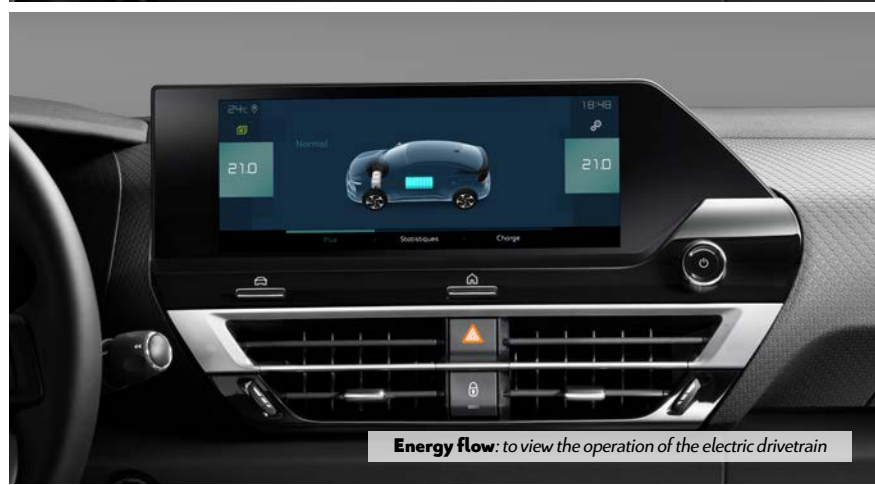 24°C 18:48
Normal
21.0 21.0
Flux Statistiques Charge
Energy flow: to view the operation of the electric drivetrain